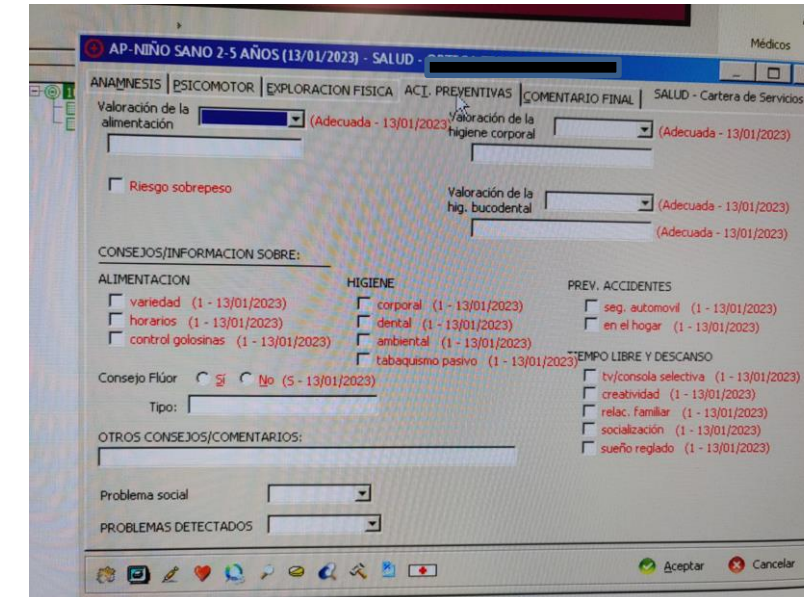 Médicos
AP-NIÑO SANO 2-5 AÑOS (13/01/2023) - SALUD -
ANAMNESIS PSICOMOTOR EXPLORACION FISICA ACT. PREVENTIVAS COMENTARIO FINAL SALUD - Cartera de Servicios
Valoración de la alimentación (Adecuada - 13/01/2023)
Valoración de la higiene corporal (Adecuada - 13/01/2023)
Riesgo sobrepeso
Valoración de la hig. bucodental (Adecuada - 13/01/2023)
(Adecuada - 13/01/2023)
CONSEJOS/INFORMACION SOBRE:
ALIMENTACION
variedad (1 - 13/01/2023)
horarios (1 - 13/01/2023)
control golosinas (1 - 13/01/2023)
HIGIENE
corporal (1 - 13/01/2023)
dental (1 - 13/01/2023)
ambiental (1 - 13/01/2023)
tabaquismo pasivo (1 - 13/01/2023)
PREV. ACCIDENTES
seg. automovil (1 - 13/01/2023)
en el hogar (1 - 13/01/2023)
TIEMPO LIBRE Y DESCANSO
tv/consola selectiva (1 - 13/01/2023)
creatividad (1 - 13/01/2023)
relac. familiar (1 - 13/01/2023)
socialización (1 - 13/01/2023)
sueño reglado (1 - 13/01/2023)
Consejo Flúor Sí No (S - 13/01/2023)
Tipo:
OTROS CONSEJOS/COMENTARIOS:
Problema social
PROBLEMAS DETECTADOS
Aceptar Cancelar